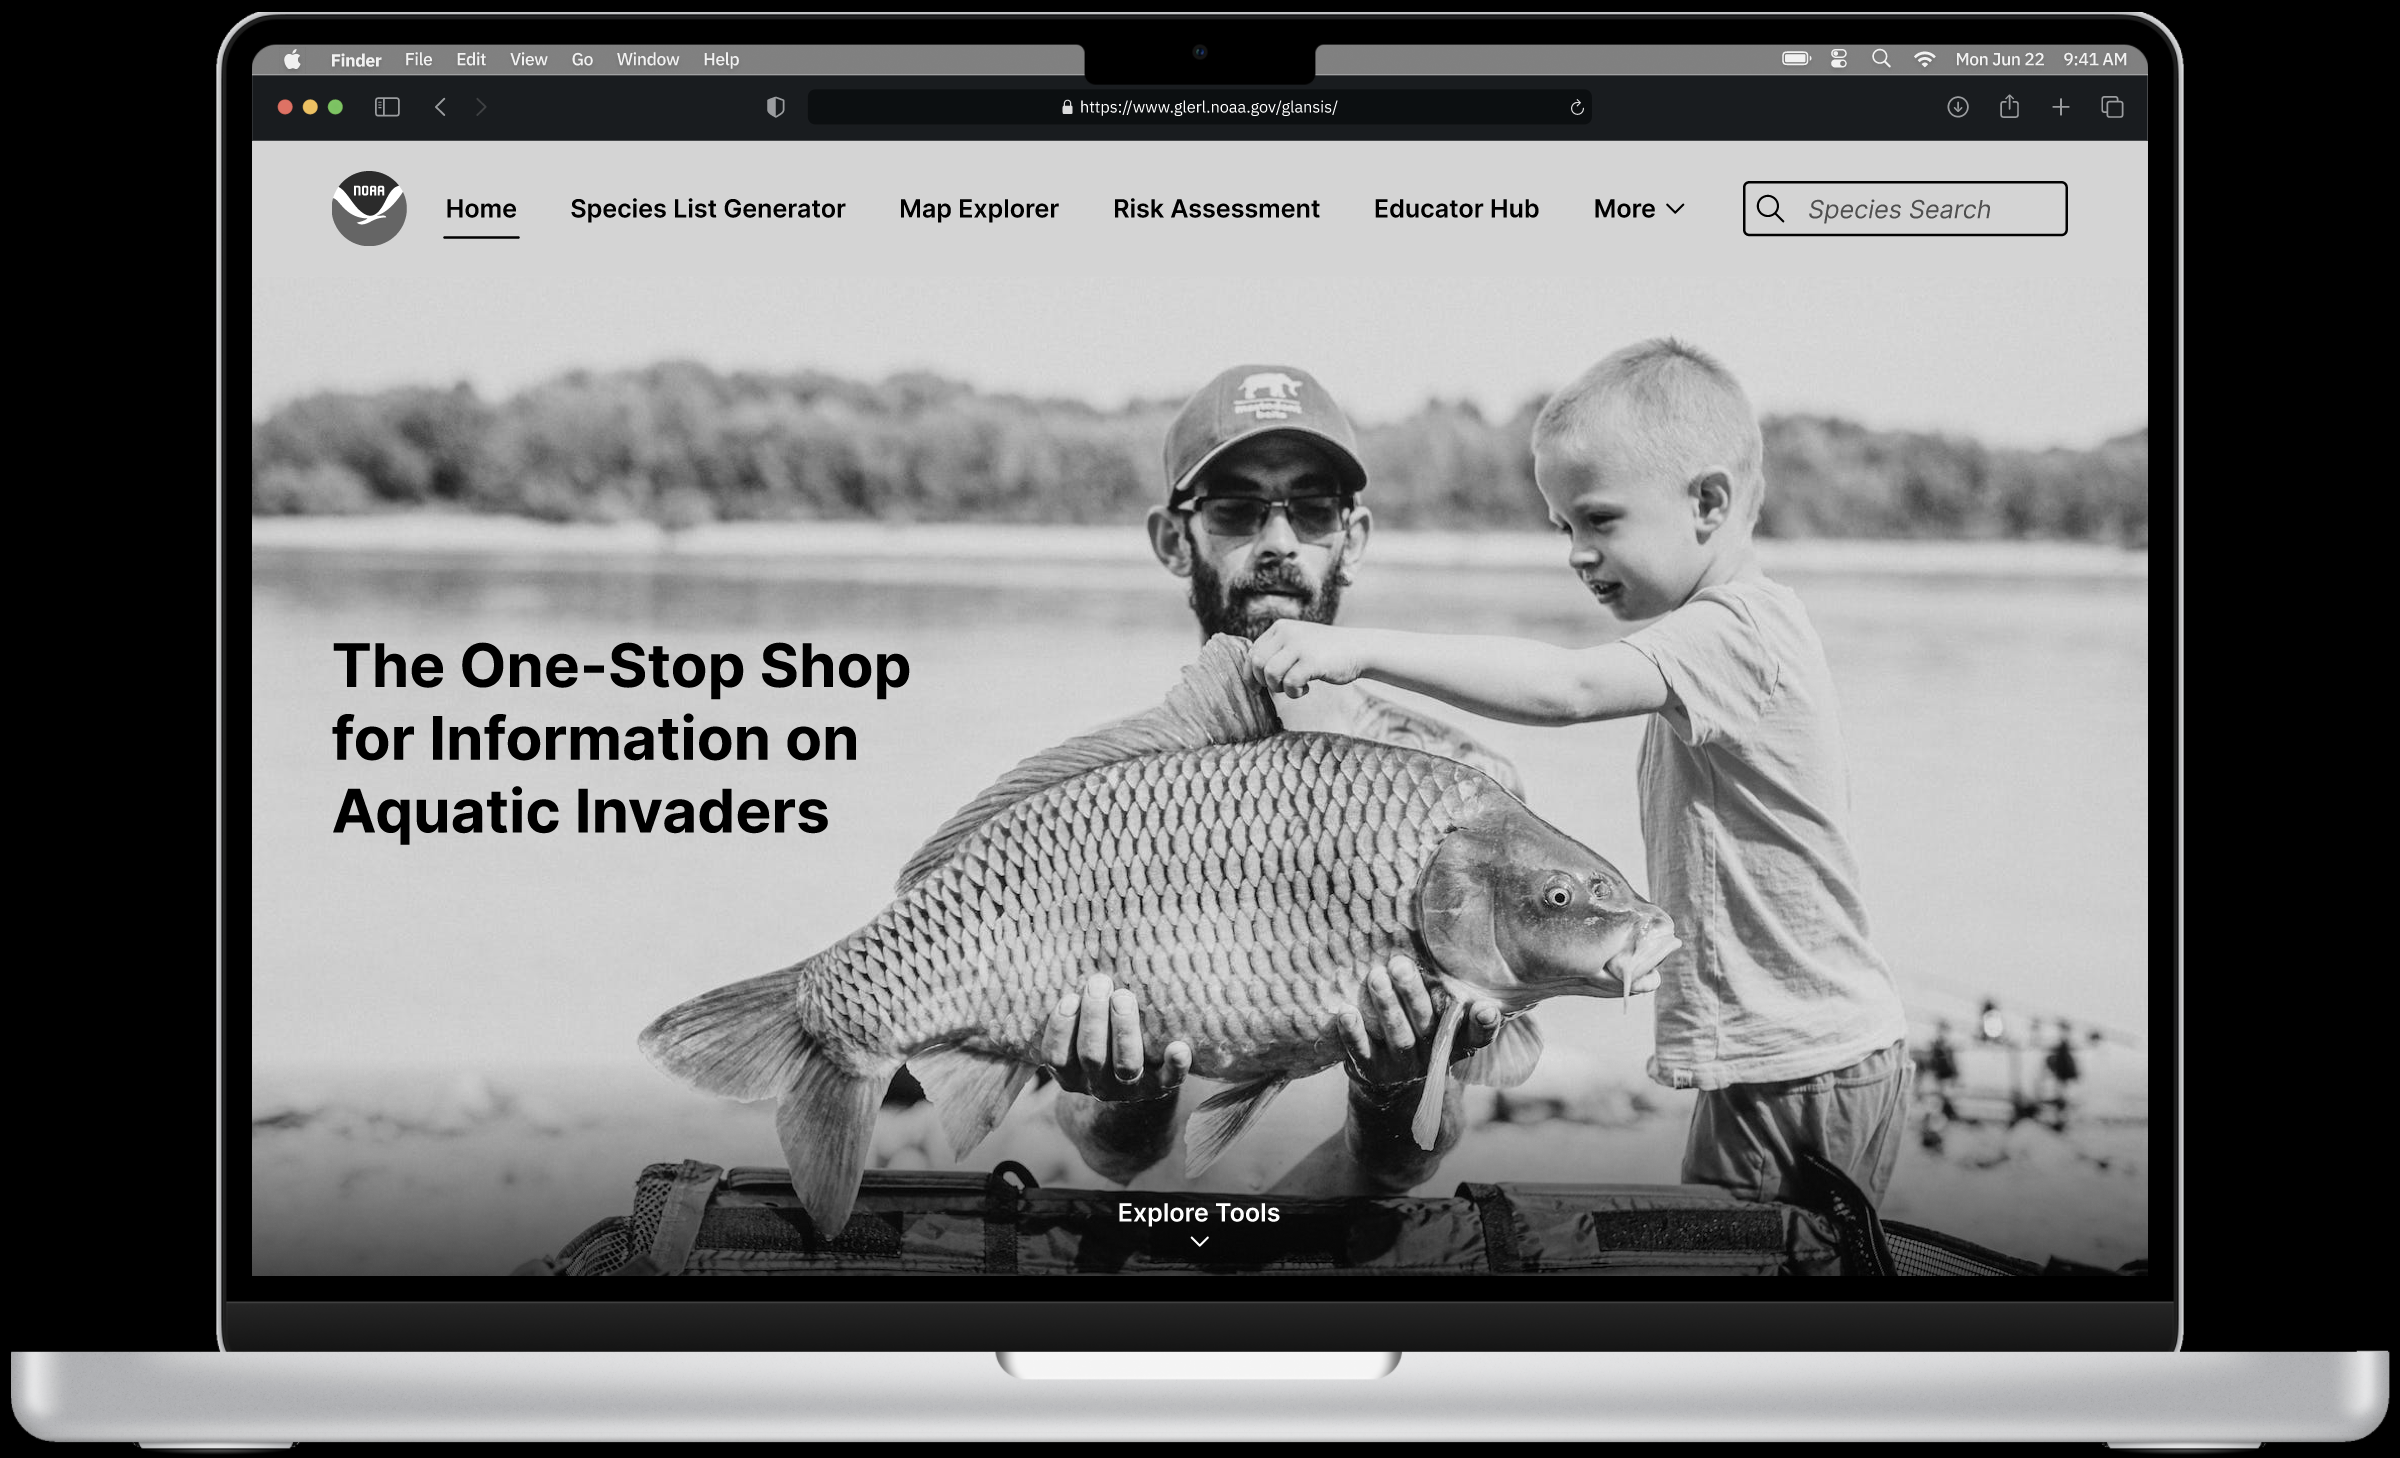 Finder File Edit View Go Window Help
Mon Jun 22 9:41 AM
https://www.glerl.noaa.gov/glansis/
NOAA
Home Species List Generator Map Explorer Risk Assessment Educator Hub More
Species Search
The One-Stop Shop
for Information on
Aquatic Invaders
Explore Tools